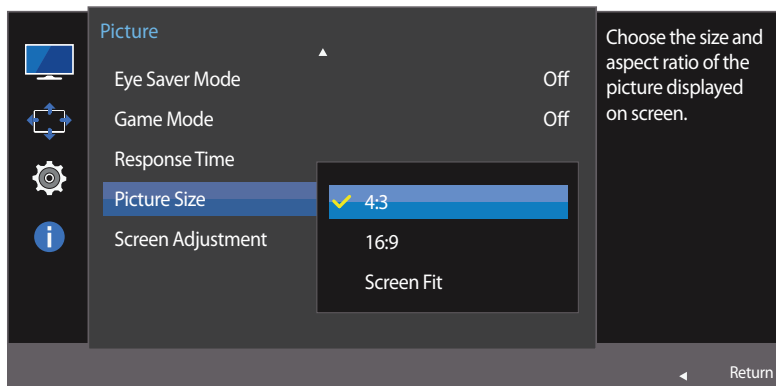 Picture
Eye Saver Mode Off
Game Mode Off
Response Time
Picture Size
4:3
Screen Adjustment
16:9
Screen Fit
Choose the size and
aspect ratio of the
picture displayed
on screen.
i
Return